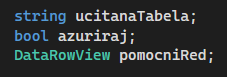 string ucitanaTabela;
bool azuriraj;
DataRowView pomocniRed;